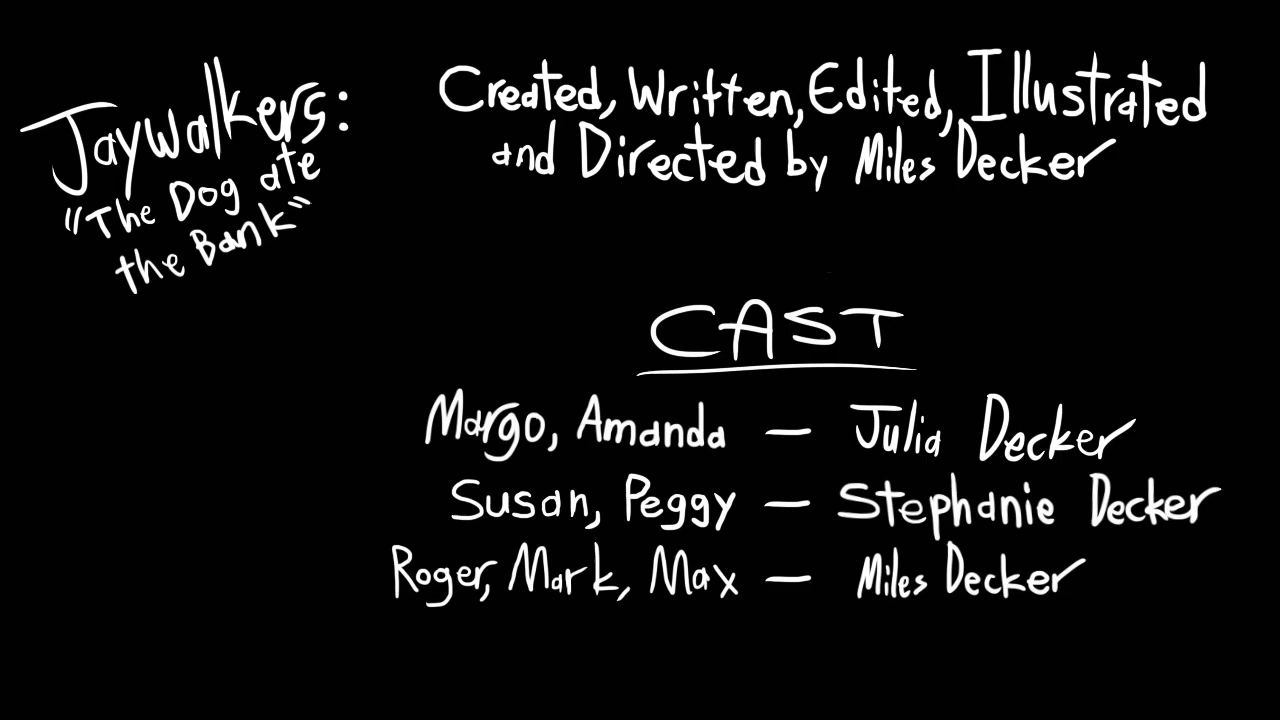 Jaywalkers:
"The Dog ate
the Bank"
Created, Written, Edited, Illustrated
and Directed by Miles Decker
CAST
Margo, Amanda — Julia Decker
Susan, Peggy — Stephanie Decker
Roger, Mark, Max — Miles Decker